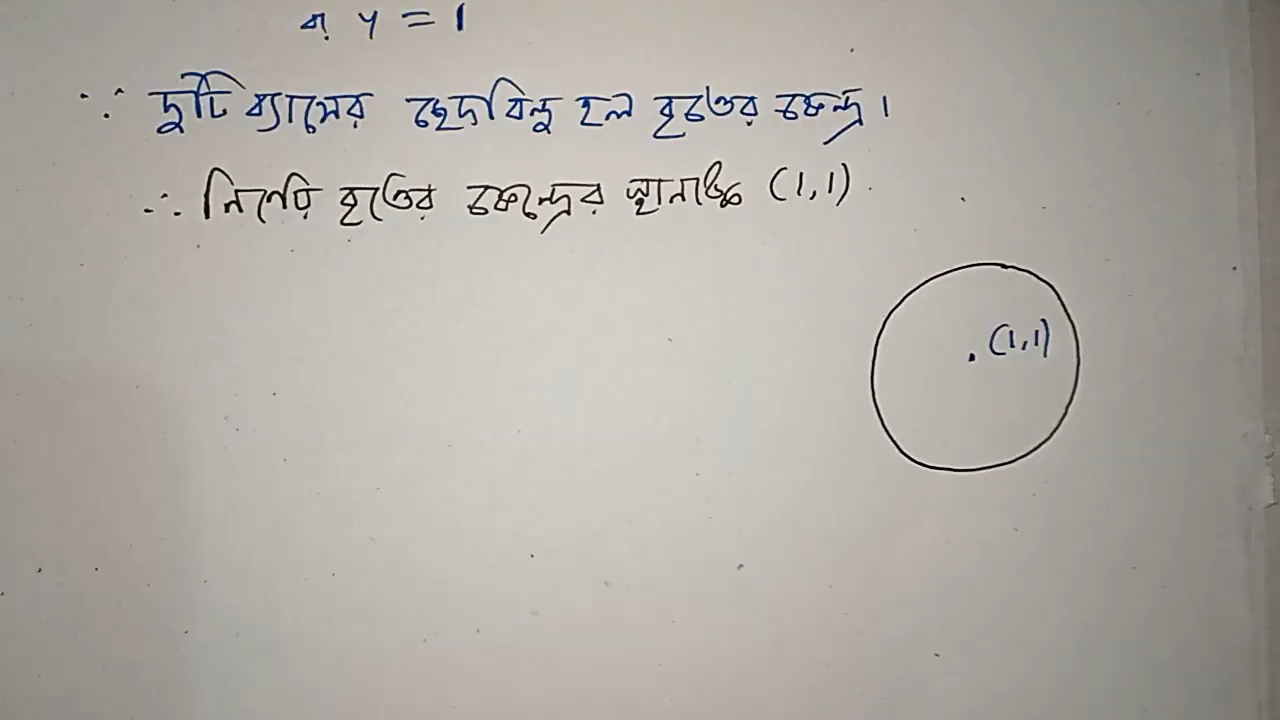 বা, y = 1
∵ দুটি ব্যাসের ছেদবিন্দু হল বৃত্তের কেন্দ্র।
∴ নির্ণেয় বৃত্তের কেন্দ্রের স্থানাঙ্ক (1,1)
(1,1)